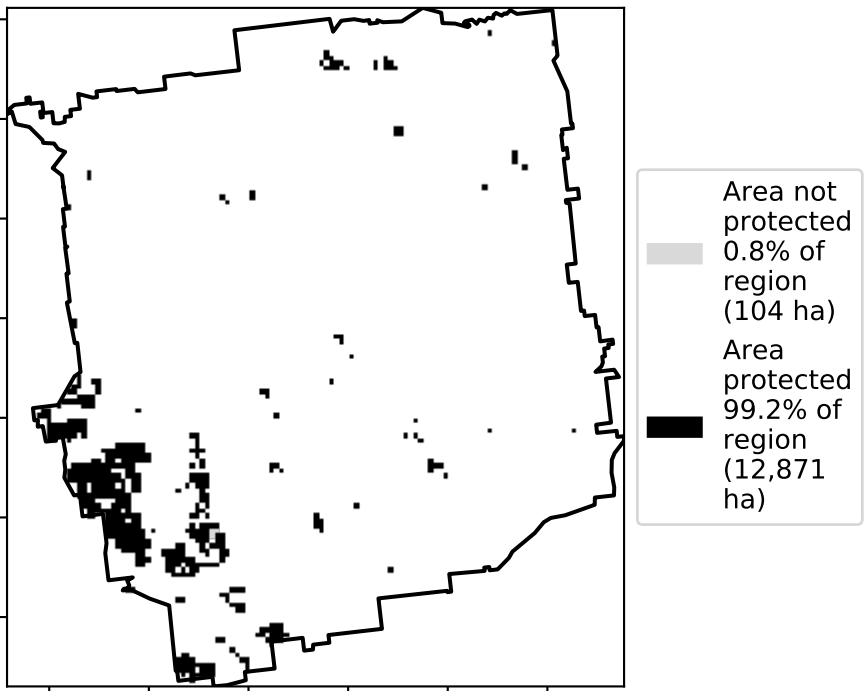 Area not
protected
0.8% of
region
(104 ha)
Area
protected
99.2% of
region
(12,871
ha)